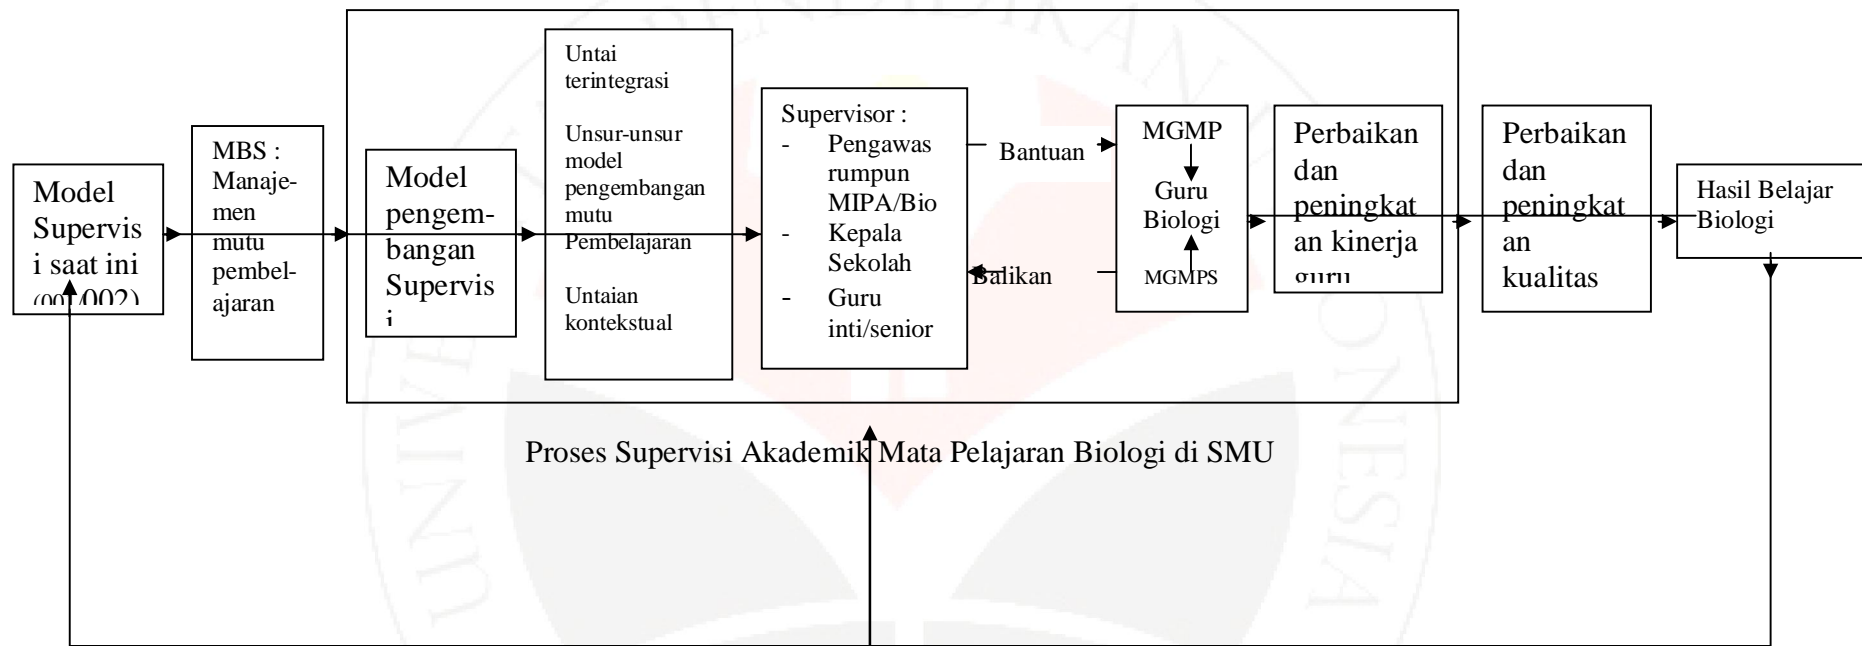 Model
Supervis
i saat ini
MBS :
Manaje-
men
mutu
pembel-
ajaran
Model
pengem-
bangan
Supervis
i
Untai
terintegrasi
Unsur-unsur
model
pengembangan
mutu
Pembelajaran
Untaian
kontekstual
Supervisor :
- Pengawas
rumpun
MIPA/Bio
- Kepala
Sekolah
- Guru
inti/senior
Bantuan
Balikan
MGMP
Guru
Biologi
MGMPS
Perbaikan
dan
peningkat
an kinerja
guru
Perbaikan
dan
peningkat
an
kualitas
Hasil Belajar
Biologi
Proses Supervisi Akademik Mata Pelajaran Biologi di SMU